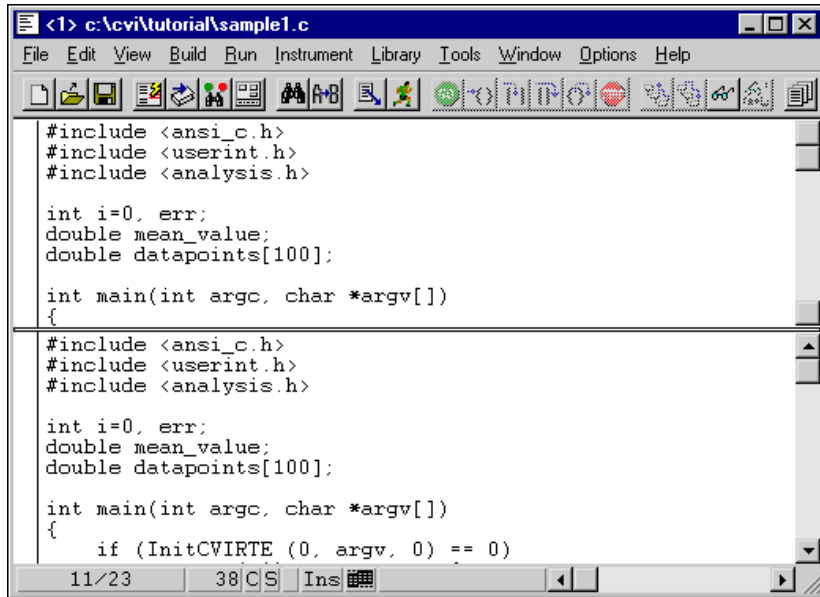 <1> c:\cvi\tutorial\sample1.c
File Edit View Build Run Instrument Library Tools Window Options Help
#include <ansi_c.h>
#include <userint.h>
#include <analysis.h>
int i=0, err;
double mean_value;
double datapoints[100];
int main(int argc, char *argv[])
{
#include <ansi_c.h>
#include <userint.h>
#include <analysis.h>
int i=0, err;
double mean_value;
double datapoints[100];
int main(int argc, char *argv[])
{
if (InitCVIRTE (0, argv, 0) == 0)
11/23 38 C S Ins